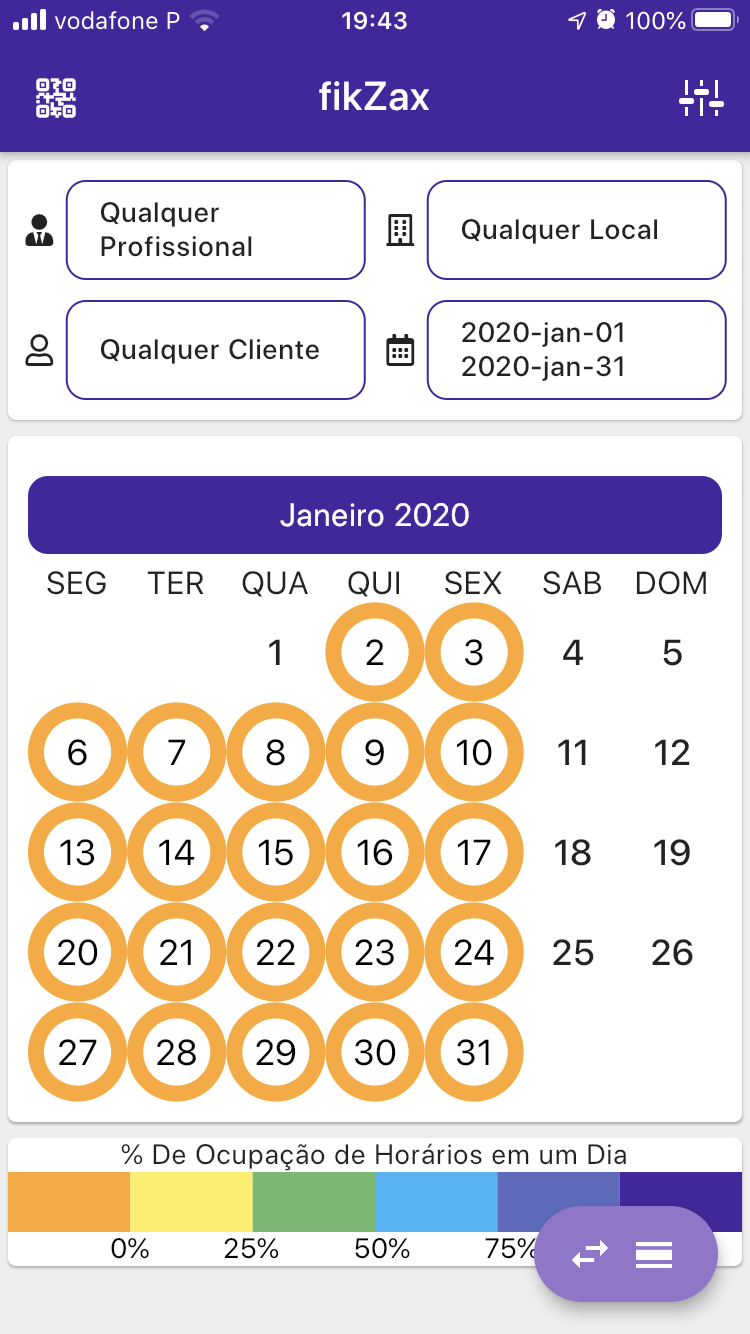 vodafone P 19:43 100%
fikZax
Qualquer
Profissional
Qualquer Local
Qualquer Cliente
2020-jan-01
2020-jan-31
Janeiro 2020
SEG TER QUA QUI SEX SAB DOM
1 2 3 4 5
6 7 8 9 10 11 12
13 14 15 16 17 18 19
20 21 22 23 24 25 26
27 28 29 30 31
% De Ocupação de Horários em um Dia
0% 25% 50% 75%